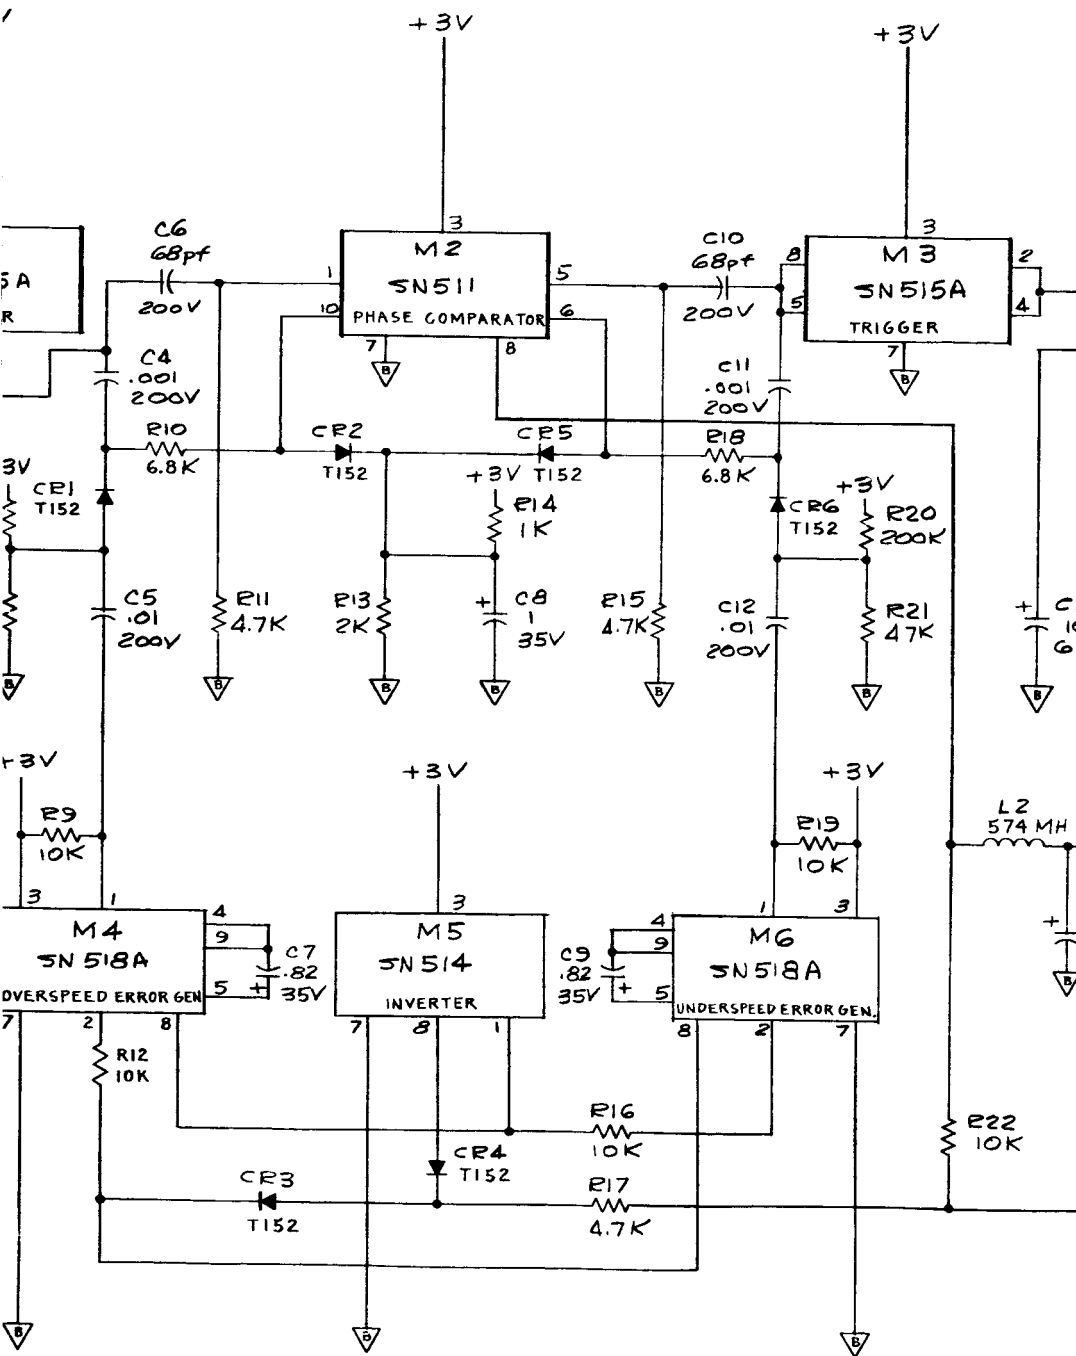 +3V
+3V
C6
68pf
200V
3
M2
SN511
PHASE COMPARATOR
1
10
5
6
7
8
B
C10
68pf
200V
3
M3
SN515A
TRIGGER
8
5
2
4
7
B
5A
R
C4
.001
200V
C11
.001
200V
R10
6.8K
CR2
T152
CR5
T152
R18
6.8K
3V
CR1
T152
+3V
R14
1K
CR6
T152
+3V
R20
200K
C5
.01
200V
R11
4.7K
R13
2K
+
C8
1
35V
R15
4.7K
C12
.01
200V
R21
47K
+
C
B
B
B
B
B
B
B
+3V
+3V
+3V
R9
10K
R19
10K
L2
574 MH
3
1
M4
SN518A
OVERSPEED ERROR GEN
4
9
5
7
2
8
C7
.82
35V
+
3
M5
SN514
INVERTER
7
8
1
C9
.82
35V
+
1
3
4
9
5
M6
SN518A
UNDERSPEED ERROR GEN.
8
2
7
+
B
R12
10K
R16
10K
R22
10K
CR4
T152
CR3
T152
R17
4.7K
B
B
B